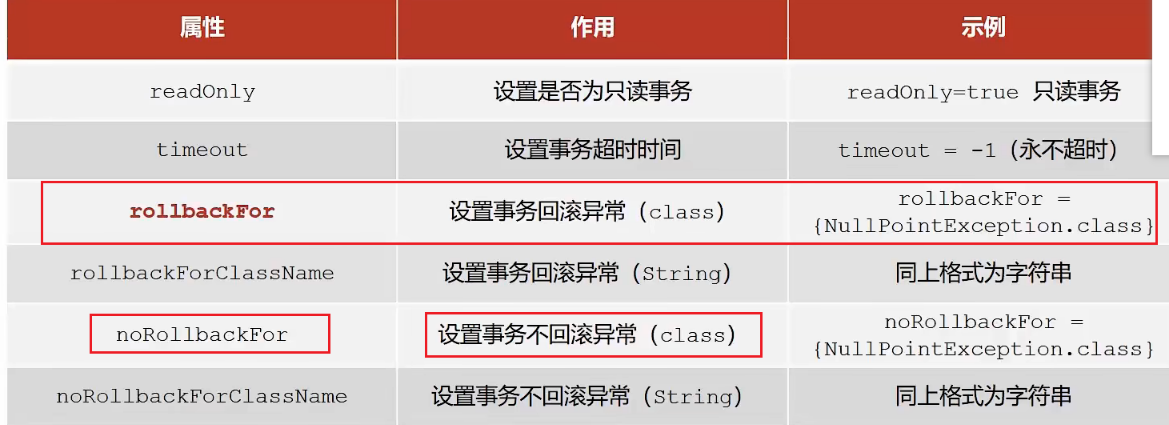 属性 作用 示例
readOnly 设置是否为只读事务 readOnly=true 只读事务
timeout 设置事务超时时间 timeout = -1（永不超时）
rollbackFor 设置事务回滚异常（class） rollbackFor =
{NullPointException.class}
rollbackForClassName 设置事务回滚异常（String） 同上格式为字符串
noRollbackFor 设置事务不回滚异常（class） noRollbackFor =
{NullPointException.class}
noRollbackForClassName 设置事务不回滚异常（String） 同上格式为字符串